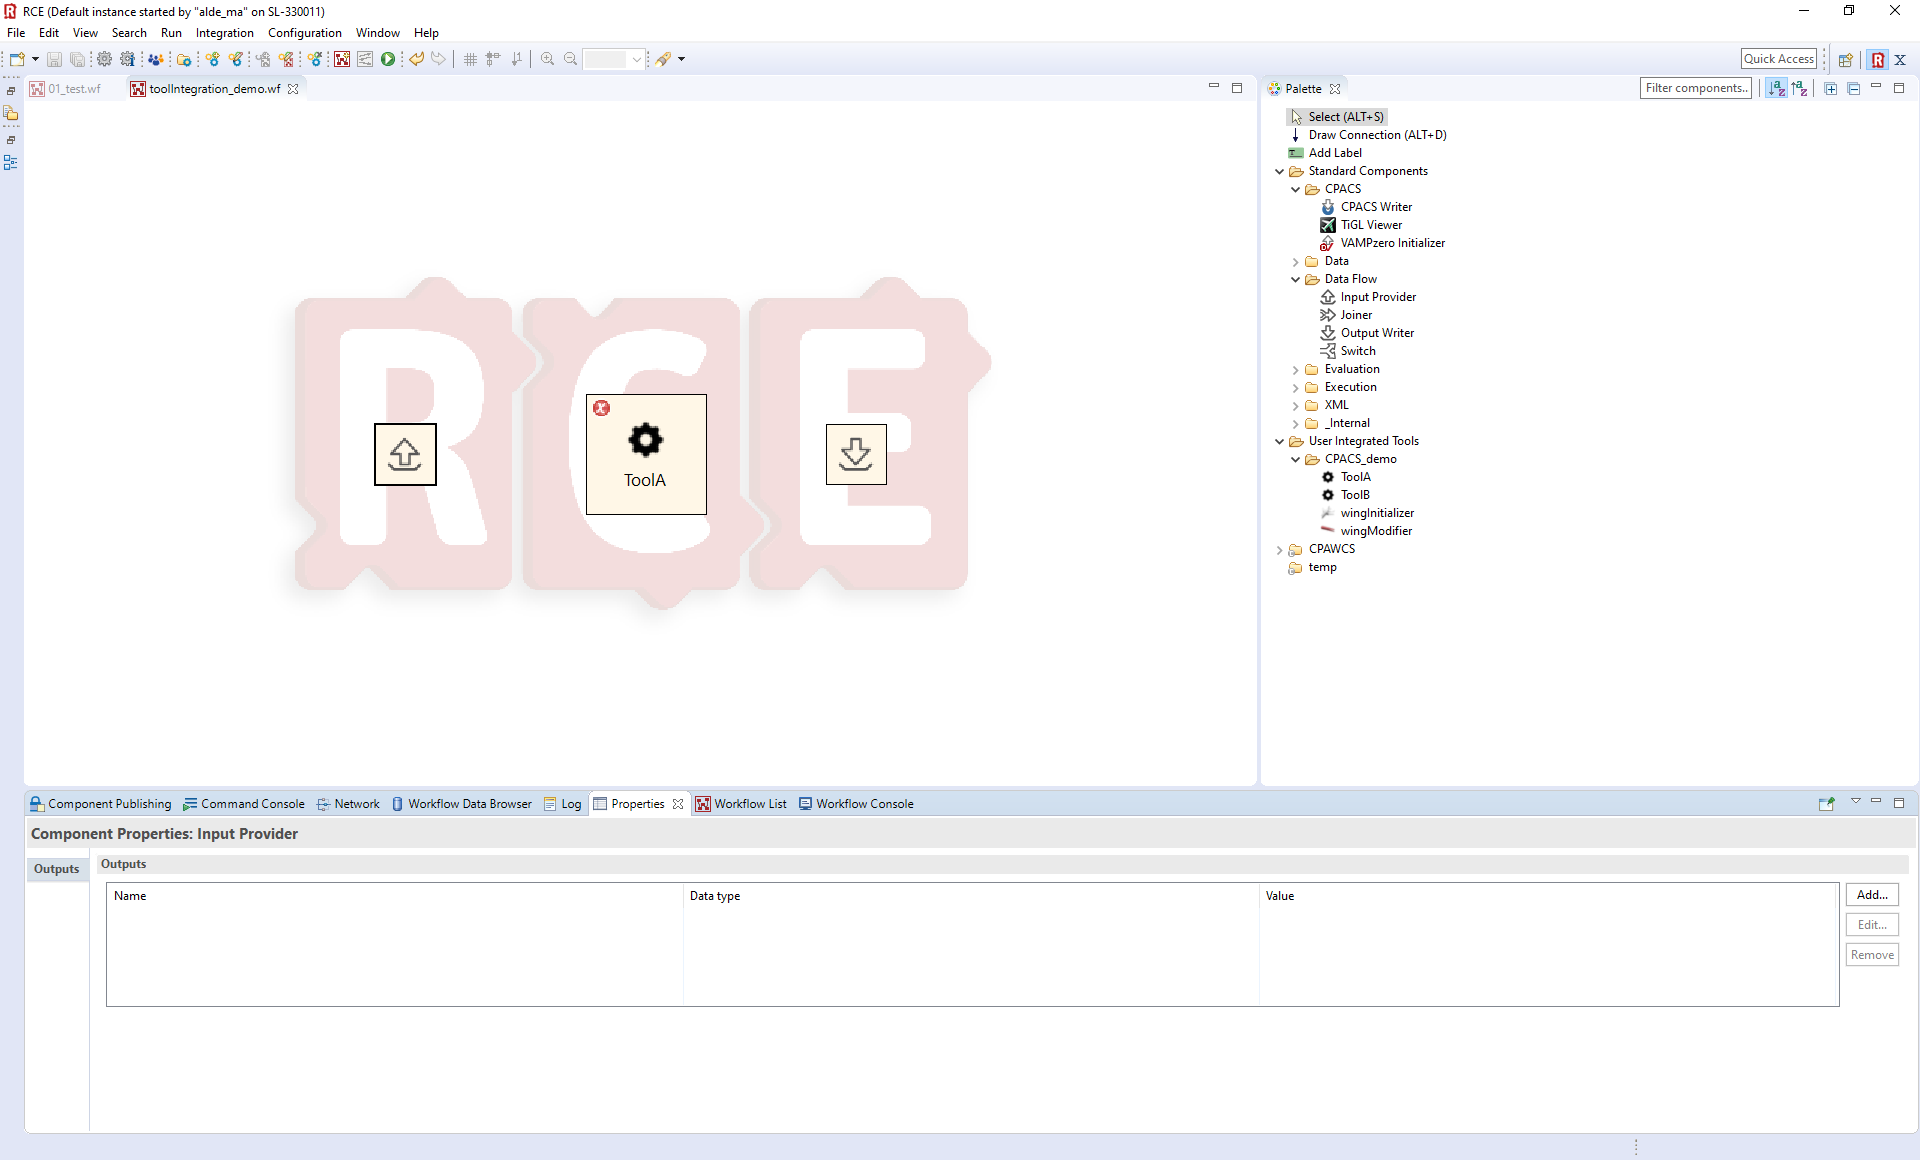 RCE (Default instance started by "alde_ma" on SL-330011)
File Edit View Search Run Integration Configuration Window Help
Quick Access
01_test.wf
toolIntegration_demo.wf
RCE
ToolA
Palette
Filter components..
Select (ALT+S)
Draw Connection (ALT+D)
Add Label
Standard Components
CPACS
CPACS Writer
TiGL Viewer
VAMPzero Initializer
Data
Data Flow
Input Provider
Joiner
Output Writer
Switch
Evaluation
Execution
XML
_Internal
User Integrated Tools
CPACS_demo
ToolA
ToolB
wingInitializer
wingModifier
CPAWCS
temp
Component Publishing Command Console Network Workflow Data Browser Log Properties Workflow List Workflow Console
Component Properties: Input Provider
Outputs
Outputs
Name Data type Value
Add...
Edit...
Remove